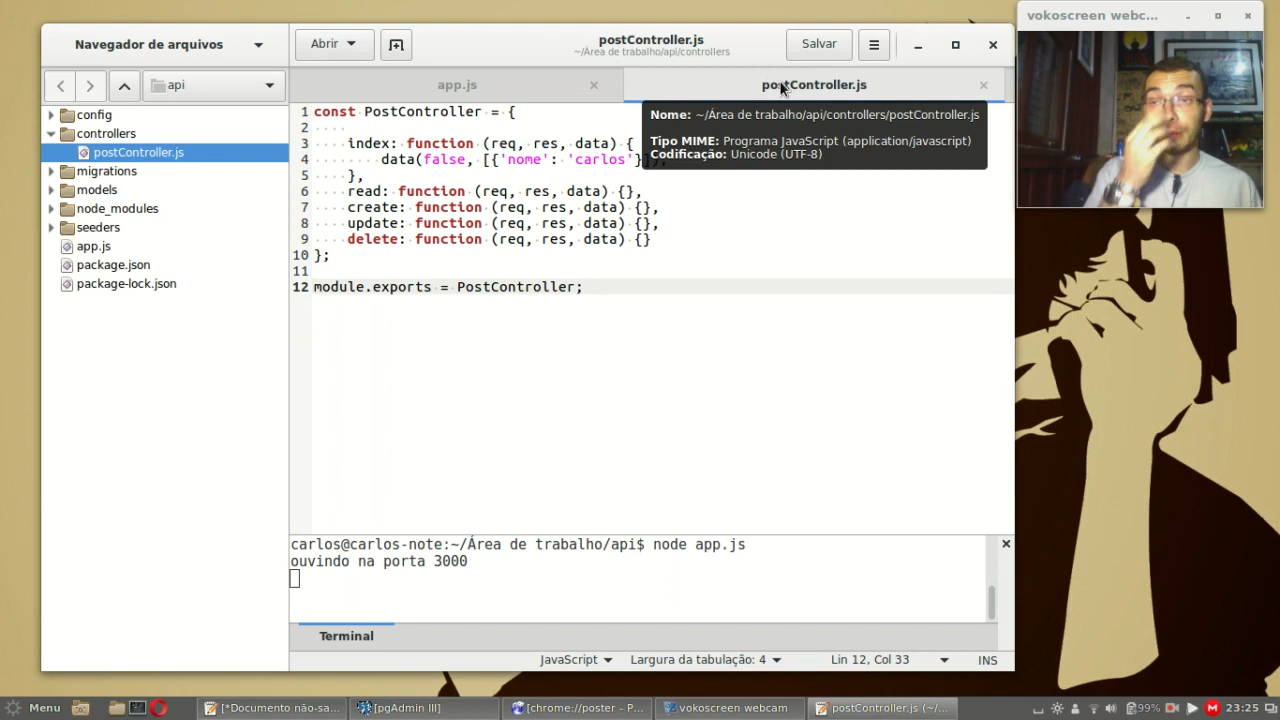 Navegador de arquivos
Abrir
postController.js
~/Área de trabalho/api/controllers
Salvar
vokoscreen webc...
api
app.js
postController.js
config
controllers
postController.js
migrations
models
node_modules
seeders
app.js
package.json
package-lock.json
1 const PostController = {
2
3 index: function (req, res, data) {
4 data(false, [{'nome': 'carlos'}]);
5 },
6 read: function (req, res, data) {},
7 create: function (req, res, data) {},
8 update: function (req, res, data) {},
9 delete: function (req, res, data) {}
10 };
11
12 module.exports = PostController;
Nome: ~/Área de trabalho/api/controllers/postController.js
Tipo MIME: Programa JavaScript (application/javascript)
Codificação: Unicode (UTF-8)
carlos@carlos-note:~/Área de trabalho/api$ node app.js
ouvindo na porta 3000
Terminal
JavaScript
Largura da tabulação: 4
Lin 12, Col 33
INS
Menu
[*Documento não-sa...
[pgAdmin III]
[chrome://poster - P...
vokoscreen webcam
postController.js (~/...
99%
M
23:25